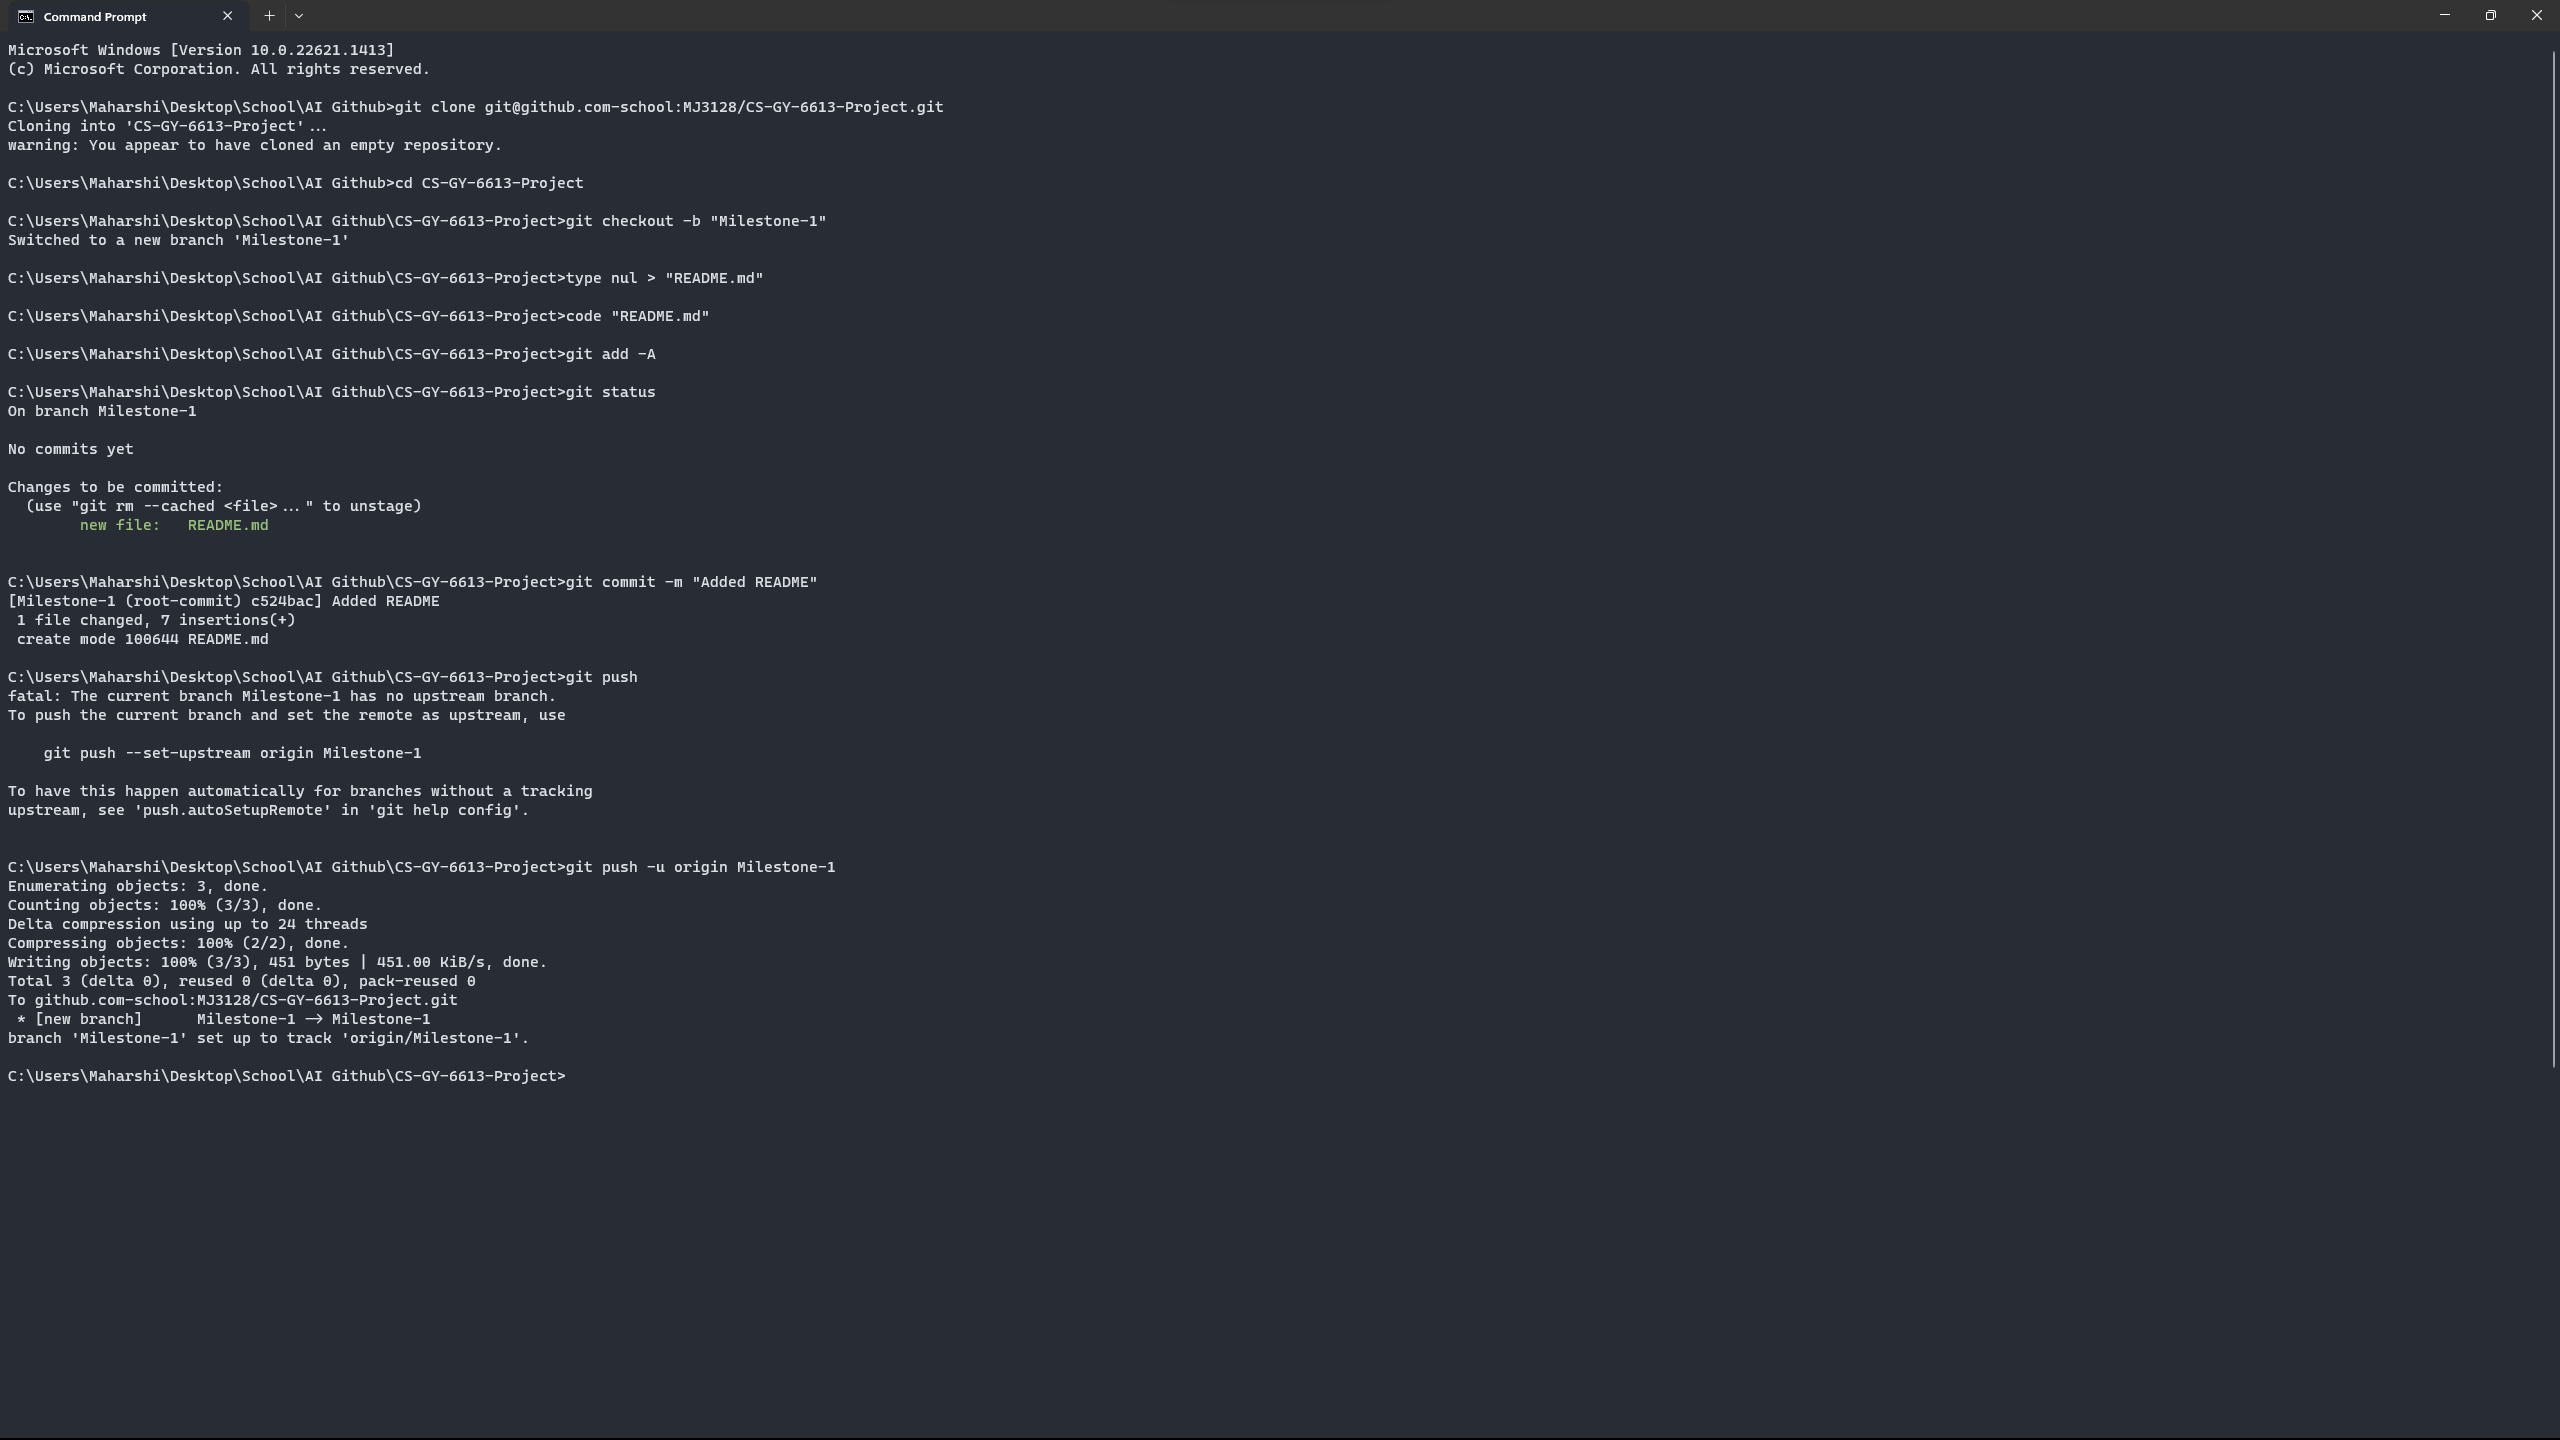 Command Prompt
Microsoft Windows [Version 10.0.22621.1413]
(c) Microsoft Corporation. All rights reserved.
C:\Users\Maharshi\Desktop\School\AI Github>git clone git@github.com-school:MJ3128/CS-GY-6613-Project.git
Cloning into 'CS-GY-6613-Project'...
warning: You appear to have cloned an empty repository.
C:\Users\Maharshi\Desktop\School\AI Github>cd CS-GY-6613-Project
C:\Users\Maharshi\Desktop\School\AI Github\CS-GY-6613-Project>git checkout -b "Milestone-1"
Switched to a new branch 'Milestone-1'
C:\Users\Maharshi\Desktop\School\AI Github\CS-GY-6613-Project>type nul > "README.md"
C:\Users\Maharshi\Desktop\School\AI Github\CS-GY-6613-Project>code "README.md"
C:\Users\Maharshi\Desktop\School\AI Github\CS-GY-6613-Project>git add -A
C:\Users\Maharshi\Desktop\School\AI Github\CS-GY-6613-Project>git status
On branch Milestone-1
No commits yet
Changes to be committed:
  (use "git rm --cached <file>..." to unstage)
        new file:   README.md
C:\Users\Maharshi\Desktop\School\AI Github\CS-GY-6613-Project>git commit -m "Added README"
[Milestone-1 (root-commit) c524bac] Added README
 1 file changed, 7 insertions(+)
 create mode 100644 README.md
C:\Users\Maharshi\Desktop\School\AI Github\CS-GY-6613-Project>git push
fatal: The current branch Milestone-1 has no upstream branch.
To push the current branch and set the remote as upstream, use
    git push --set-upstream origin Milestone-1
To have this happen automatically for branches without a tracking
upstream, see 'push.autoSetupRemote' in 'git help config'.
C:\Users\Maharshi\Desktop\School\AI Github\CS-GY-6613-Project>git push -u origin Milestone-1
Enumerating objects: 3, done.
Counting objects: 100% (3/3), done.
Delta compression using up to 24 threads
Compressing objects: 100% (2/2), done.
Writing objects: 100% (3/3), 451 bytes | 451.00 KiB/s, done.
Total 3 (delta 0), reused 0 (delta 0), pack-reused 0
To github.com-school:MJ3128/CS-GY-6613-Project.git
 * [new branch]      Milestone-1 -> Milestone-1
branch 'Milestone-1' set up to track 'origin/Milestone-1'.
C:\Users\Maharshi\Desktop\School\AI Github\CS-GY-6613-Project>